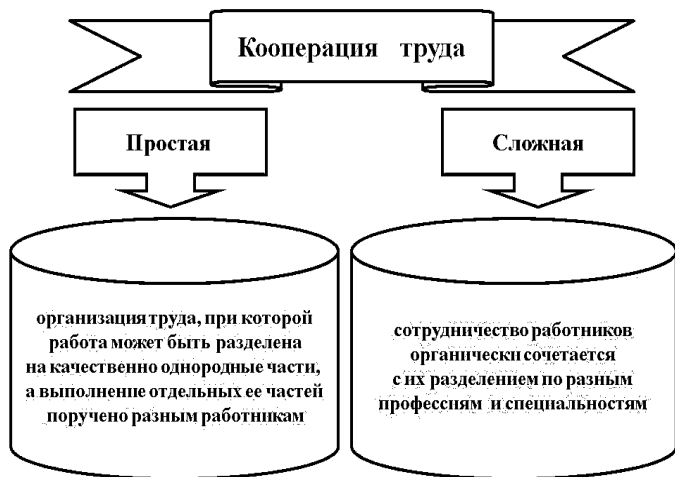 Кооперация труда
Простая
Сложная
организация труда, при которой
работа может быть разделена
на качественно однородные части,
а выполнение отдельных ее частей
поручено разным работникам
сотрудничество работников
органически сочетается
с их разделением по разным
профессиям и специальностям